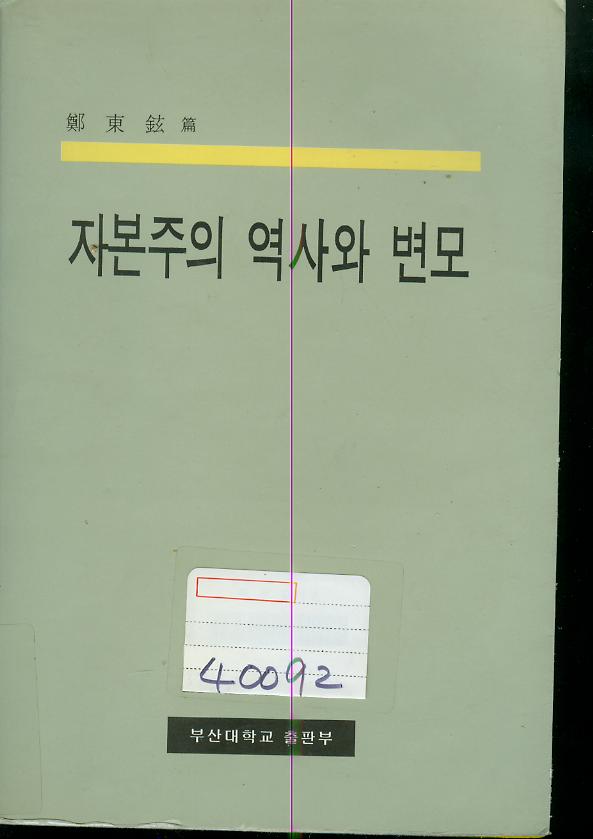 鄭東鉉 篇
자본주의 역사와 변모
40092
부산대학교 출판부